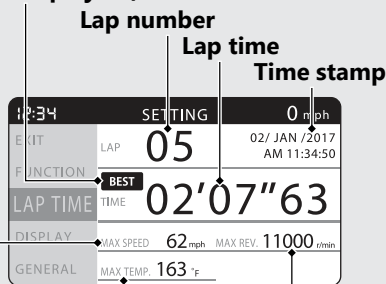 Lap number
Lap time
Time stamp
12:34 SETTING 0 mph
EXIT
LAP 05 02/ JAN /2017
AM 11:34:50
FUNCTION
BEST
LAP TIME TIME 02'07"63
DISPLAY MAX SPEED 62 mph MAX REV. 11000 r/min
GENERAL MAX TEMP. 163 °F